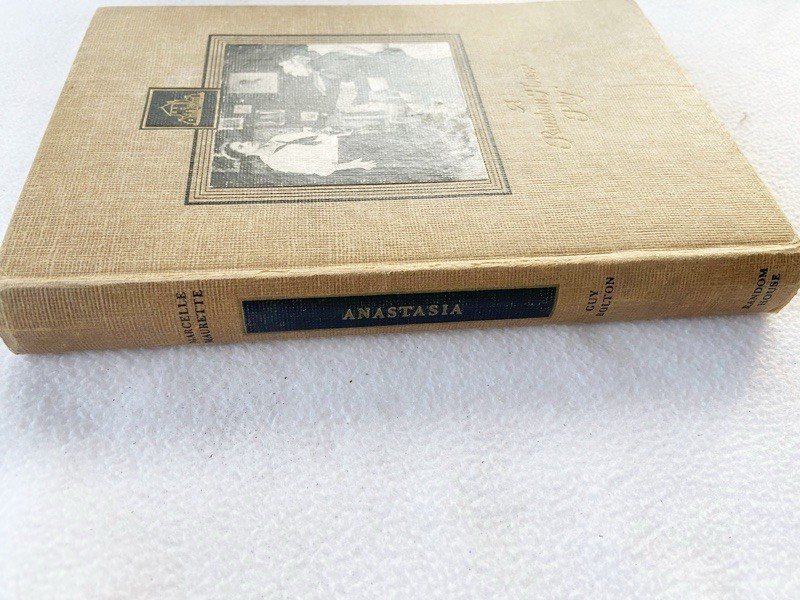 MARCELLE
MAURETTE
ANASTASIA
GUY
BOLTON
RANDOM
HOUSE
A
Random House
Play